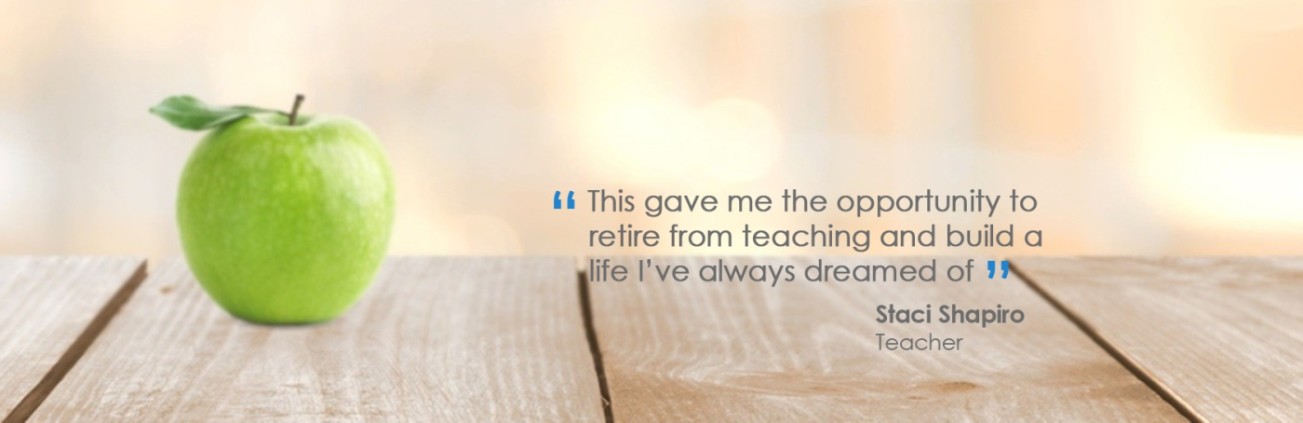 “ This gave me the opportunity to
retire from teaching and build a
life I’ve always dreamed of ”
Staci Shapiro
Teacher